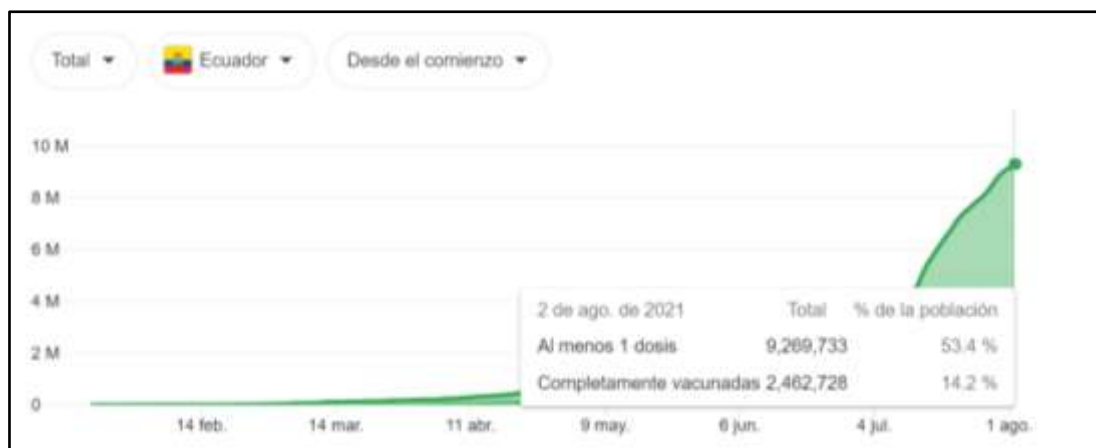 Total Ecuador Desde el comienzo
10 M
8 M
6 M
4 M
2 M
0
2 de ago. de 2021 Total % de la población
Al menos 1 dosis 9,269,733 53.4 %
Completamente vacunadas 2,462,728 14.2 %
14 feb. 14 mar. 11 abr. 9 may. 6 jun. 4 jul. 1 ago.